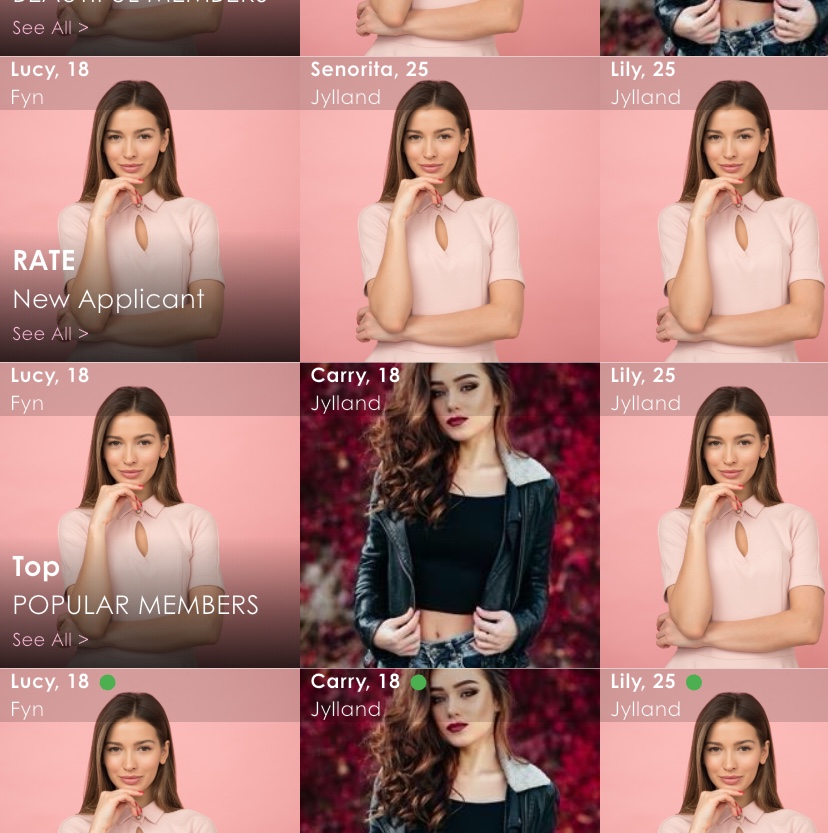 BEAUTIFUL MEMBERS
See All >
Lucy, 18
Fyn
Senorita, 25
Jylland
Lily, 25
Jylland
RATE
New Applicant
See All >
Lucy, 18
Fyn
Carry, 18
Jylland
Lily, 25
Jylland
Top
POPULAR MEMBERS
See All >
Lucy, 18
Fyn
Carry, 18
Jylland
Lily, 25
Jylland